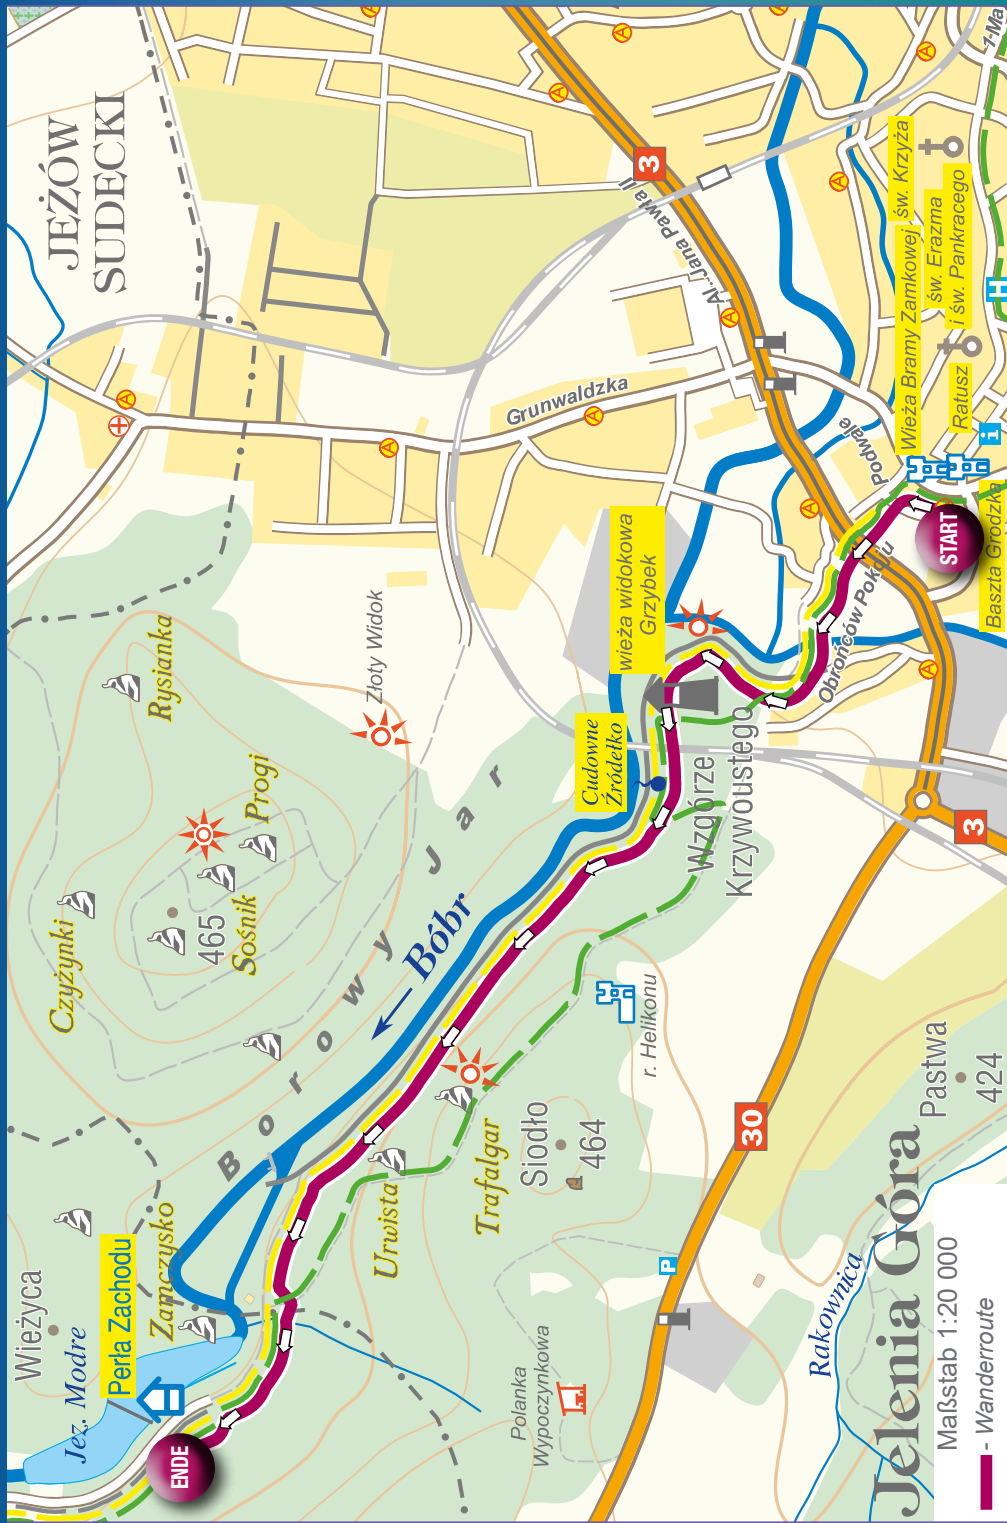 JEŻÓW
SUDECKI
1-Ma
3
Al. Jana Pawła II
św. Krzyża
Wieża Bramy Zamkowej
św. Erazma
i św. Pankracego
H
Ratusz
i
Grunwaldzka
Podwale
START
Baszta Grodzka
Obrońców Pokoju
wieża widokowa
Grzybek
Złoty Widok
Rysianka
Progi
Cudowne
Źródełko
Wzgórze
Krzywoustego
3
Czyżynki
465
Sośnik
Borowy Jar
Bóbr
r. Helikonu
Trafalgar
Urwista
Siodło
464
30
Pastwa
424
Wieżyca
Zamczysko
Perła Zachodu
Jez. Modre
ENDE
P
Polanka
Wypoczynkowa
Rakownica
Jelenia Góra
Maßstab 1:20 000
- Wanderroute
A
A
A
A
A
A
A
A
A
A
A